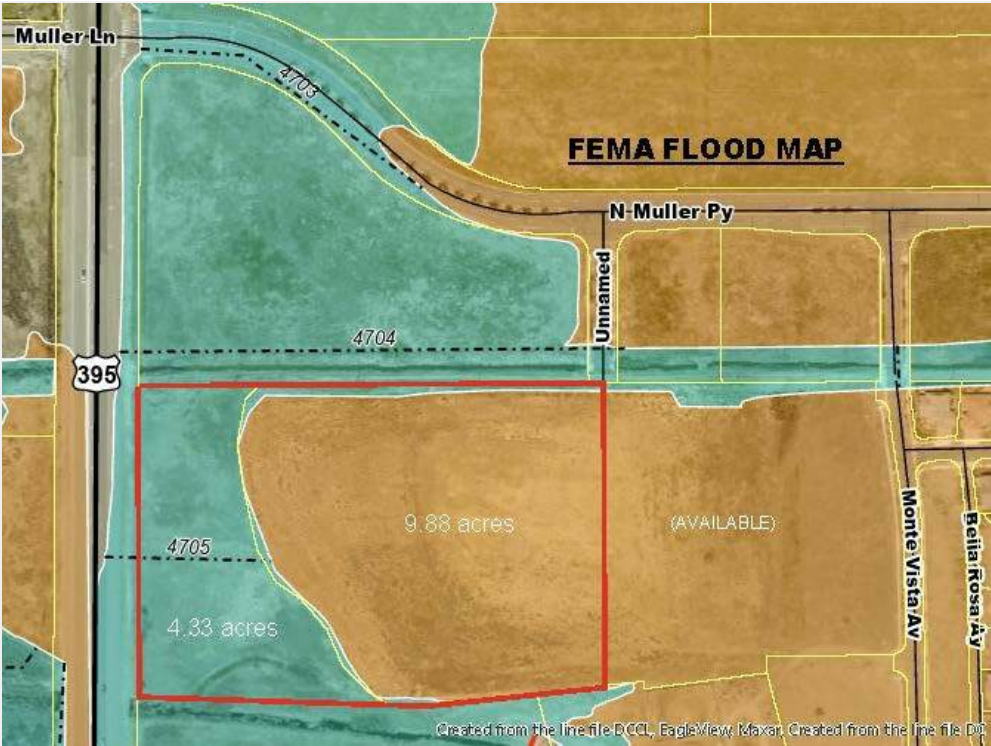 Muller Ln
4703
FEMA FLOOD MAP
N Muller Py
Unnamed
4704
395
9.88 acres
(AVAILABLE)
4705
4.33 acres
Monte Vista Av
Bella Rosa Ay
Created from the line file DCCL, EagleView, Maxar, Created from the line file DC